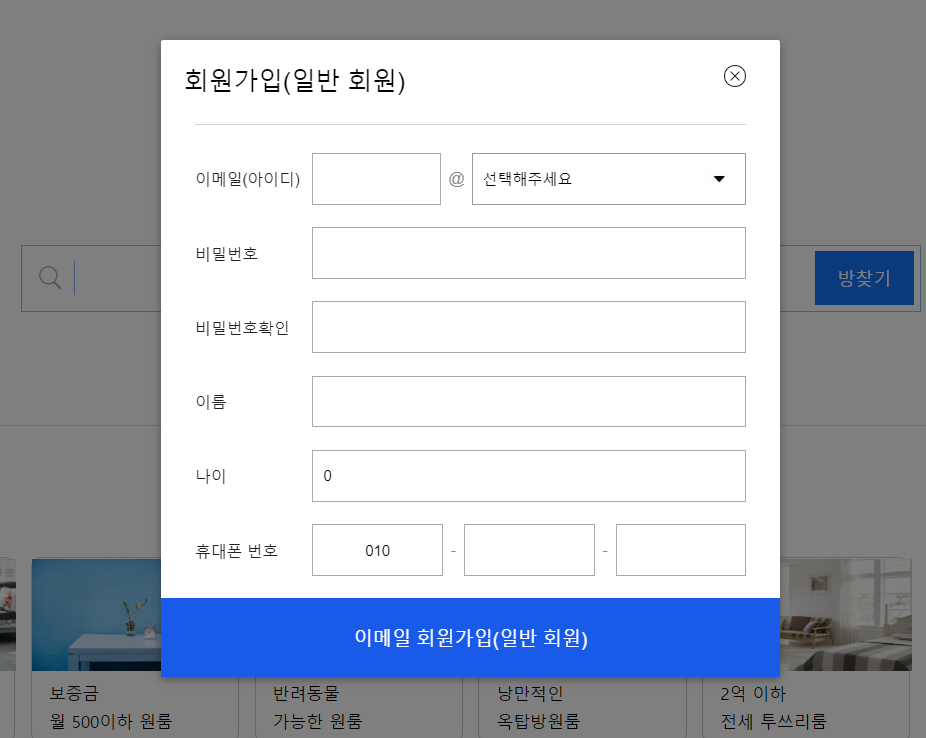 회원가입(일반 회원)
이메일(아이디) @ 선택해주세요
비밀번호
방찾기
비밀번호확인
이름
나이 0
휴대폰 번호 010 - -
이메일 회원가입(일반 회원)
보증금
월 500이하 원룸
반려동물
가능한 원룸
낭만적인
옥탑방원룸
2억 이하
전세 투쓰리룸